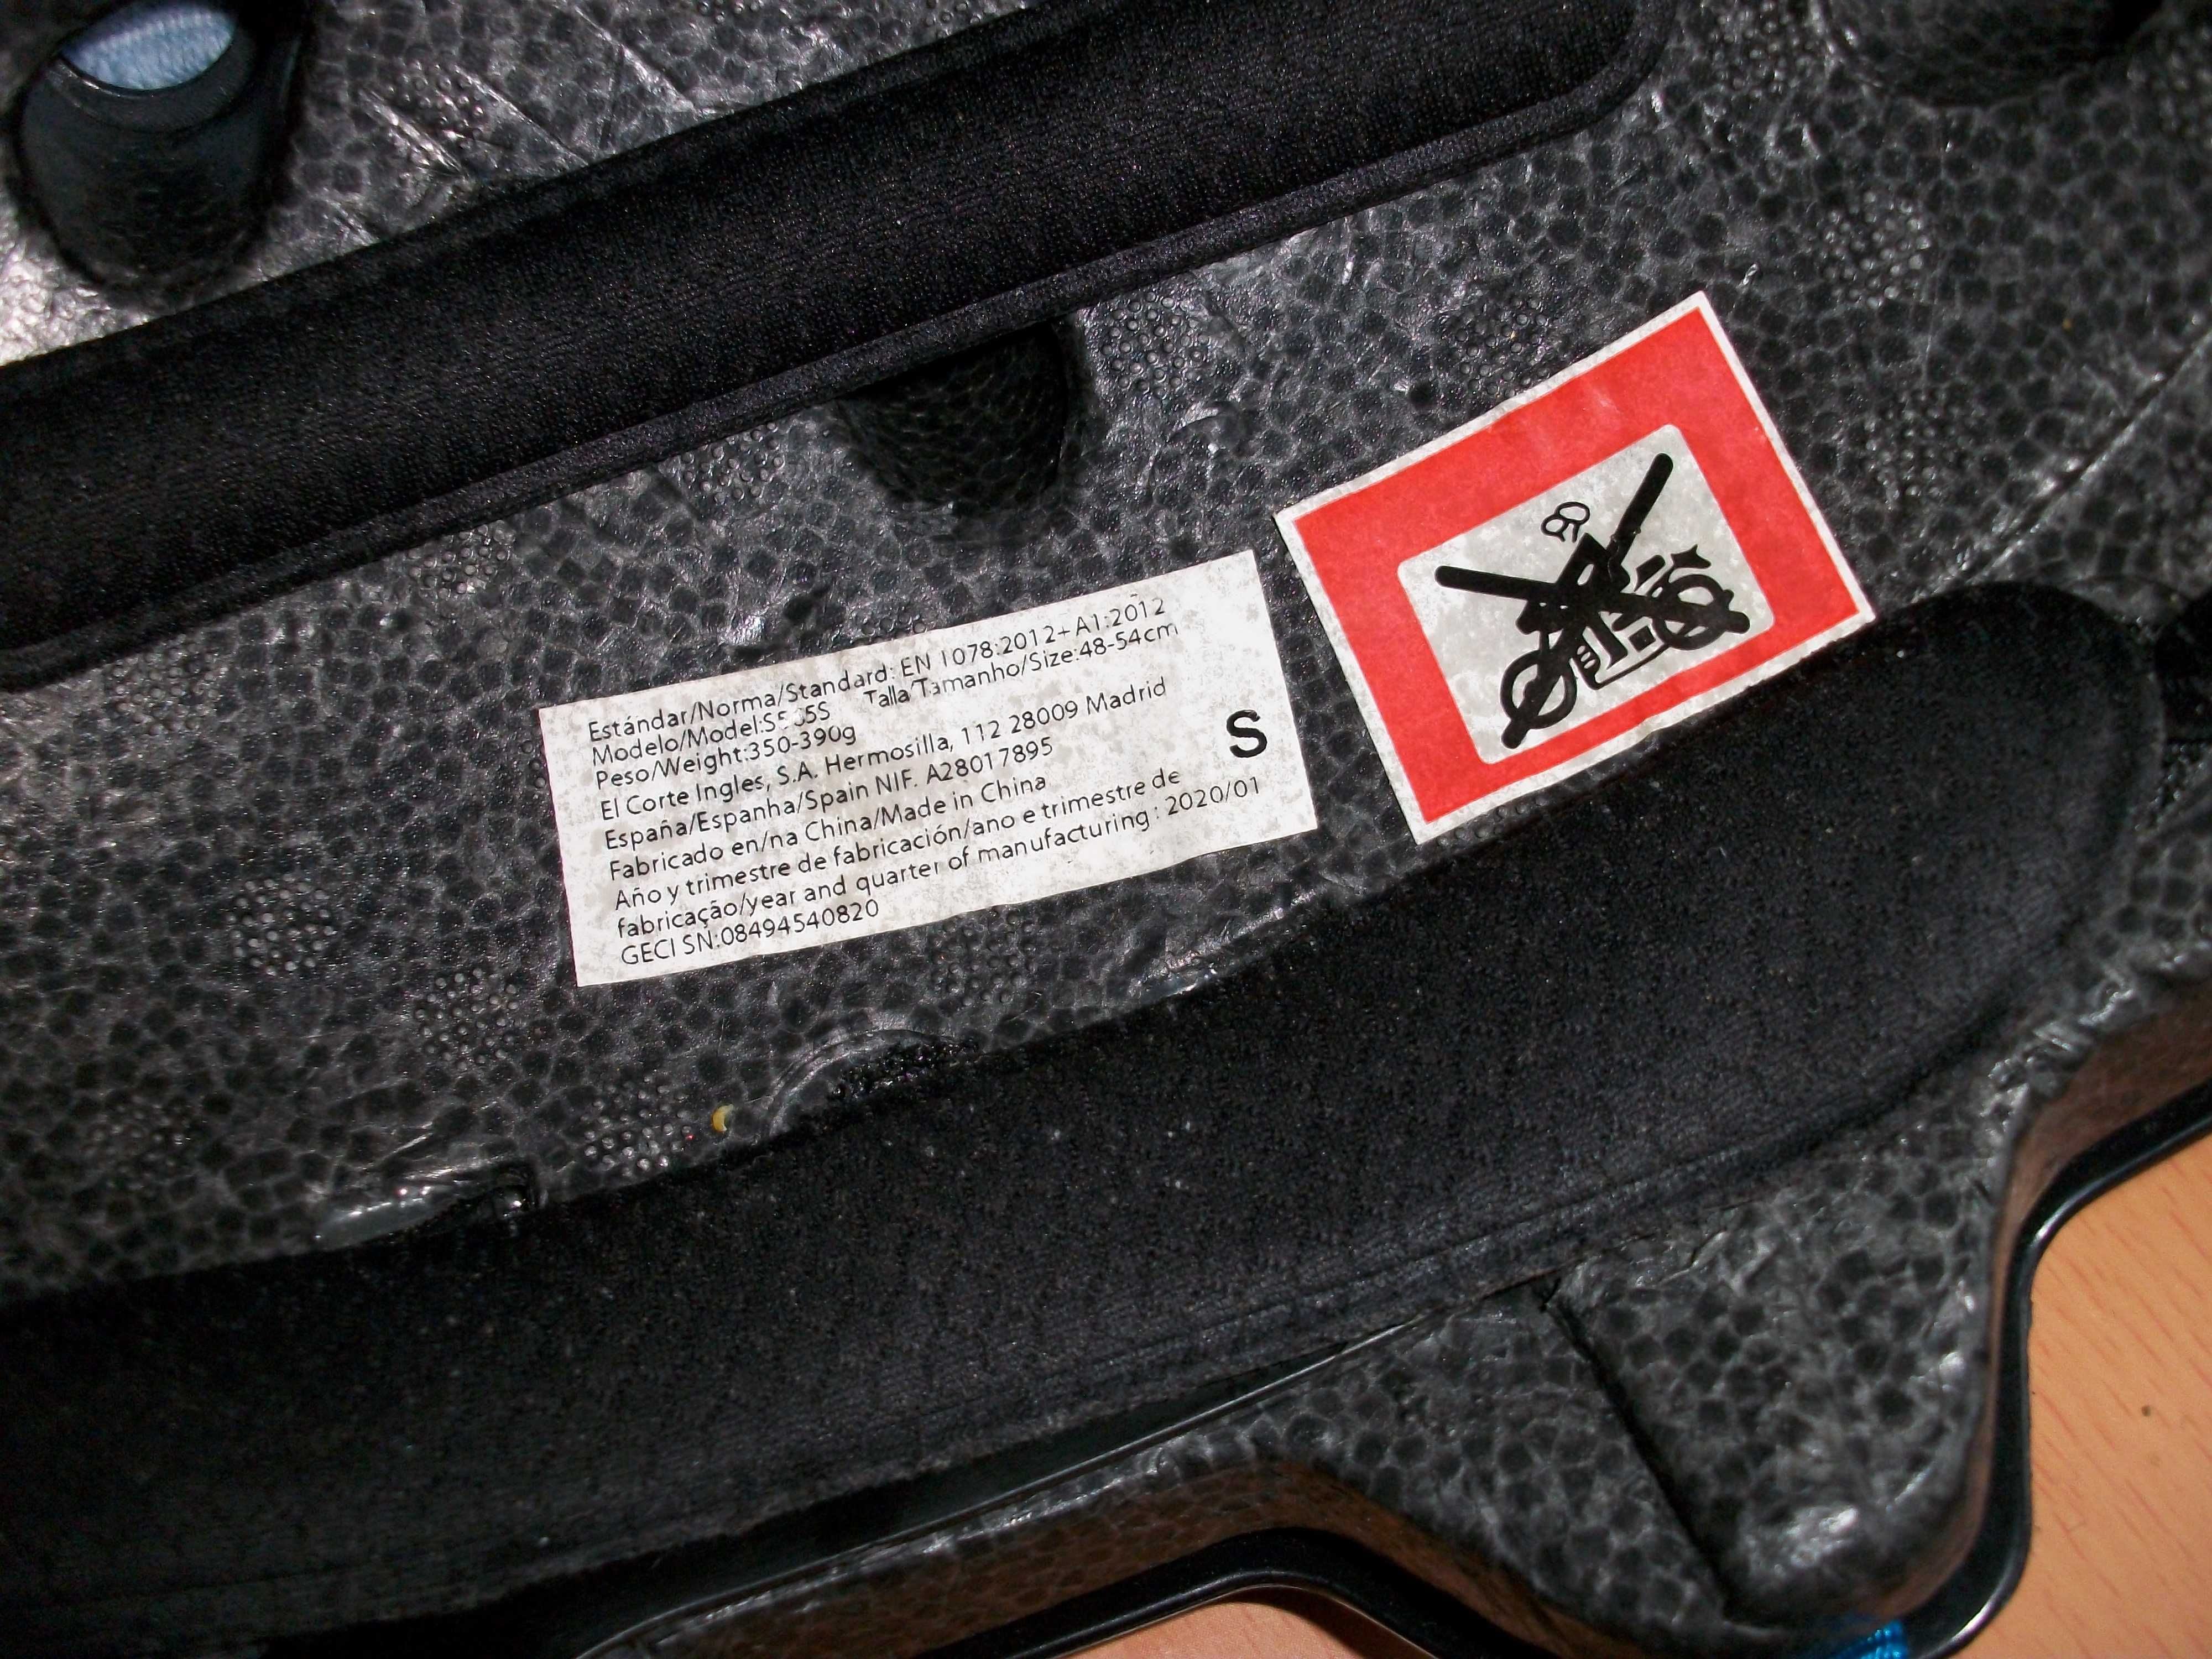 Estándar/Norma/Standard: EN 1078:2012+A1:2012
Modelo/Model: Talla/Tamanho/Size:48-54cm
Peso/Weight:350-390g
El Corte Ingles, S.A. Hermosilla, 112 28009 Madrid
España/Espanha/Spain NIF. A28017895
S
Fabricado en/na China/Made in China
Año y trimestre de fabricación/ano e trimestre de
fabricação/year and quarter of manufacturing: 2020/01
GECI SN:08494540820